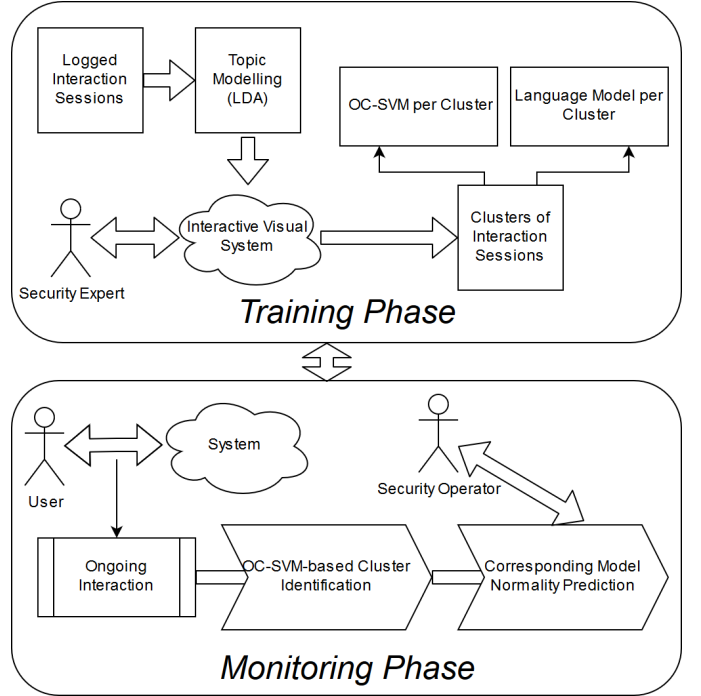 Logged
Interaction
Sessions
Topic
Modelling
(LDA)
OC-SVM per Cluster
Language Model per
Cluster
Security Expert
Interactive Visual
System
Clusters of
Interaction
Sessions
Training Phase
User
System
Security Operator
Ongoing
Interaction
OC-SVM-based Cluster
Identification
Corresponding Model
Normality Prediction
Monitoring Phase